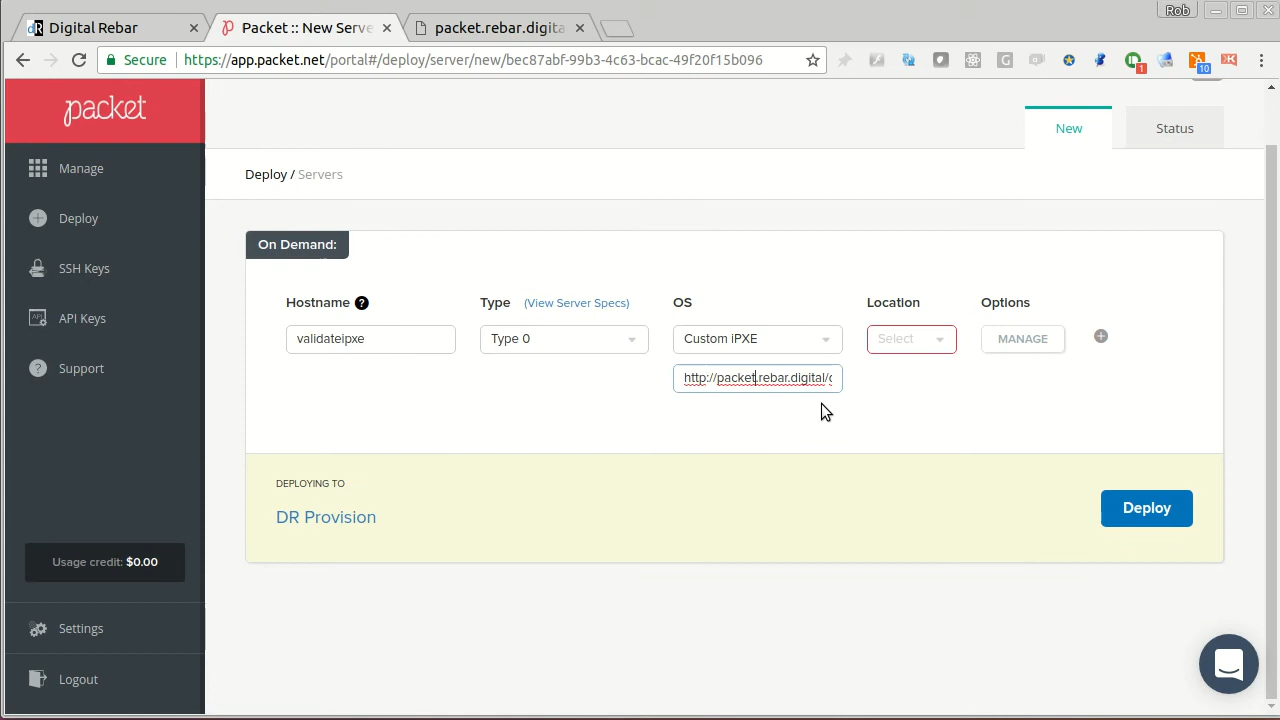 Rob
dR Digital Rebar
Packet :: New Serve
packet.rebar.digita
Secure https://app.packet.net/portal#/deploy/server/new/bec87abf-99b3-4c63-bcac-49f20f15b096
1
10
K
G
packet
Manage
Deploy
SSH Keys
API Keys
Support
Usage credit: $0.00
Settings
Logout
New
Status
Deploy / Servers
On Demand:
Hostname ?
Type (View Server Specs)
OS
Location
Options
validateipxe
Type 0
Custom iPXE
Select
MANAGE
http://packet.rebar.digital/
DEPLOYING TO
DR Provision
Deploy